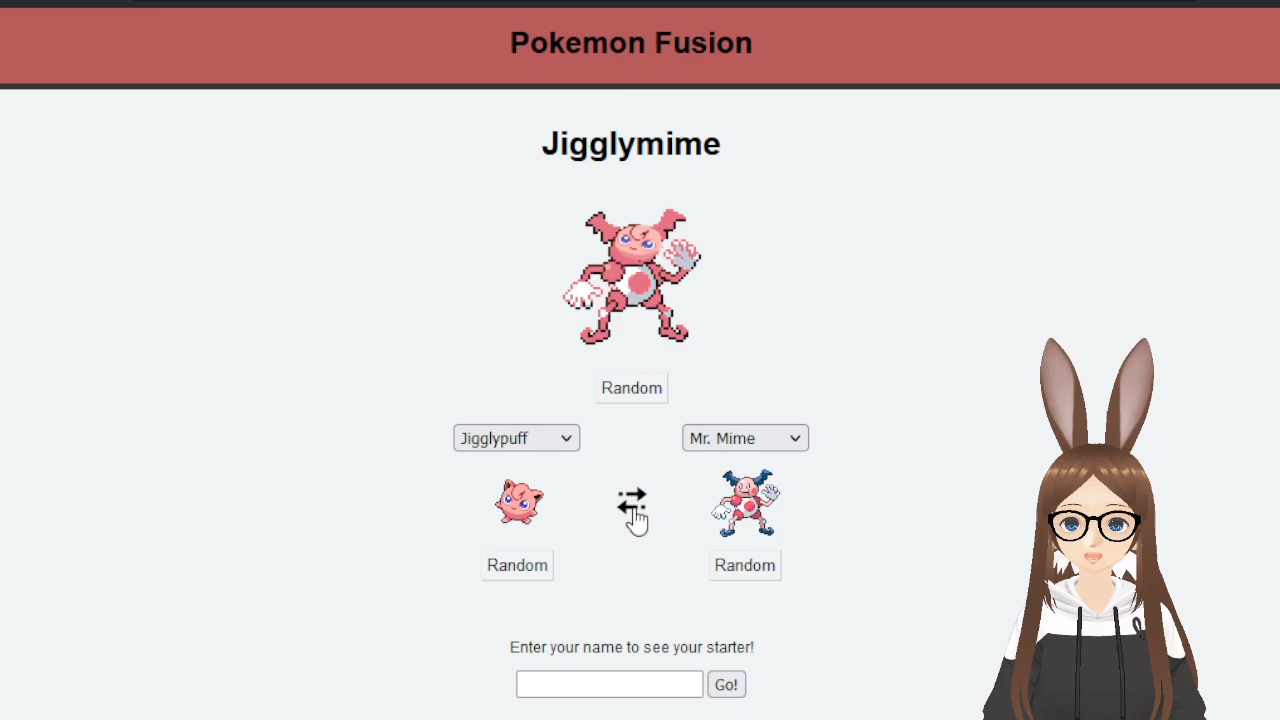 Pokemon Fusion
Jigglymime
Random
Jigglypuff
Mr. Mime
Random
Random
Enter your name to see your starter!
Go!